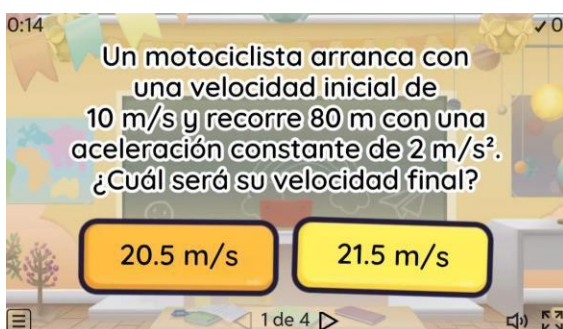 0:14
✓ 0
Un motociclista arranca con
una velocidad inicial de
10 m/s y recorre 80 m con una
aceleración constante de 2 m/s².
¿Cuál será su velocidad final?
20.5 m/s
21.5 m/s
1 de 4